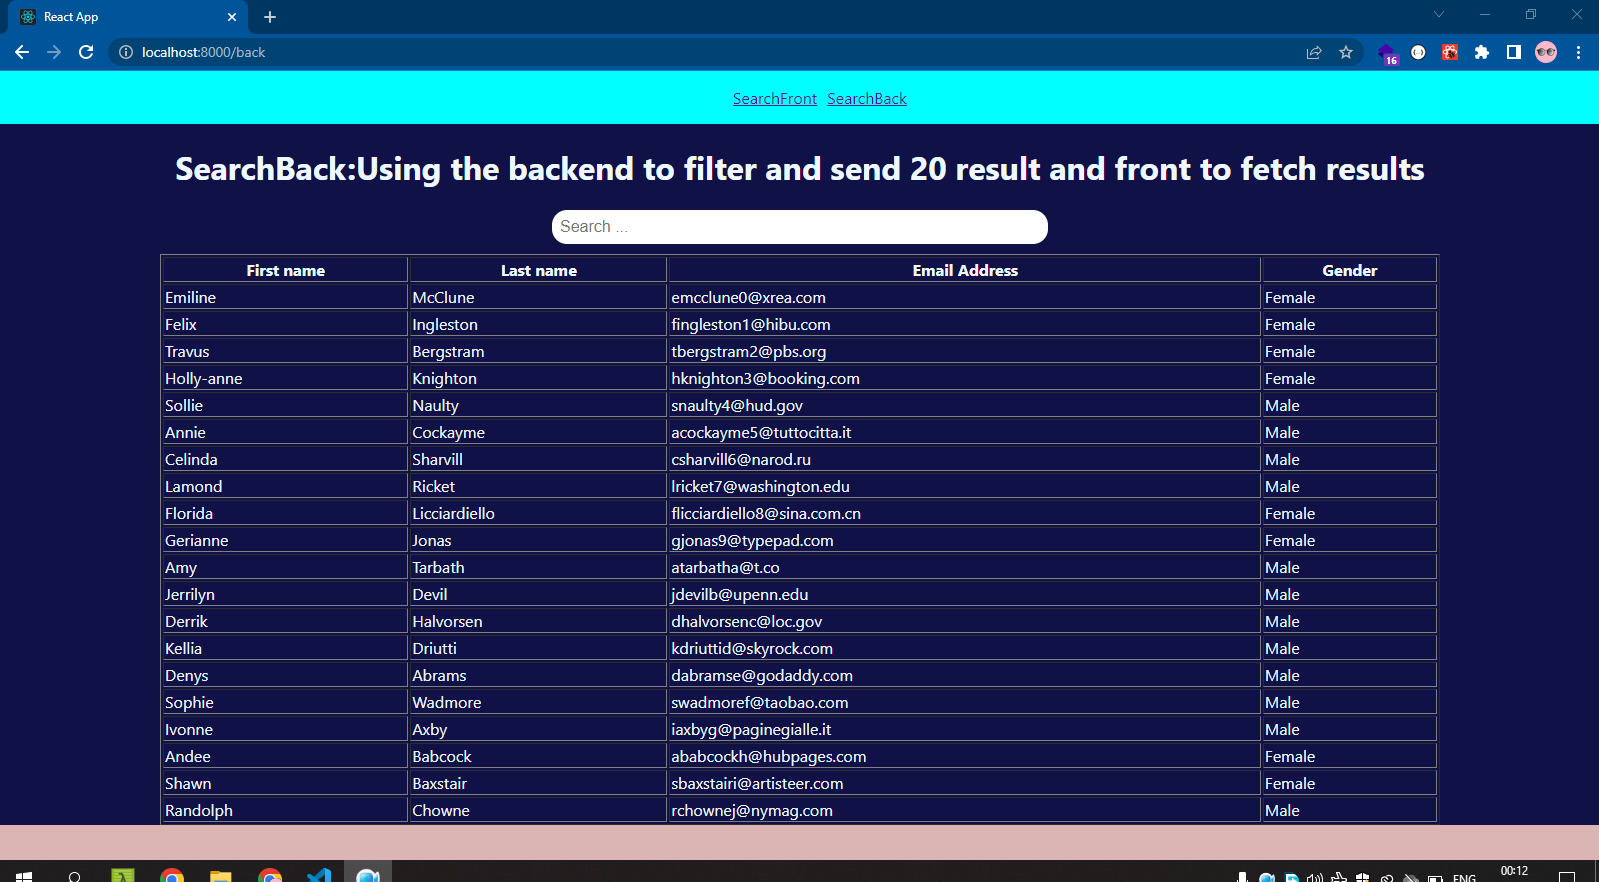 React App
localhost:8000/back
16
SearchFront SearchBack
SearchBack:Using the backend to filter and send 20 result and front to fetch results
Search ...
First name Last name Email Address Gender
Emiline McClune emcclune0@xrea.com Female
Felix Ingleston fingleston1@hibu.com Female
Travus Bergstram tbergstram2@pbs.org Female
Holly-anne Knighton hknighton3@booking.com Female
Sollie Naulty snaulty4@hud.gov Male
Annie Cockayme acockayme5@tuttocitta.it Male
Celinda Sharvill csharvill6@narod.ru Male
Lamond Ricket lricket7@washington.edu Male
Florida Licciardiello flicciardiello8@sina.com.cn Female
Gerianne Jonas gjonas9@typepad.com Female
Amy Tarbath atarbatha@t.co Male
Jerrilyn Devil jdevilb@upenn.edu Male
Derrik Halvorsen dhalvorsenc@loc.gov Male
Kellia Driutti kdriuttid@skyrock.com Male
Denys Abrams dabramse@godaddy.com Male
Sophie Wadmore swadmoref@taobao.com Male
Ivonne Axby iaxbyg@paginegialle.it Male
Andee Babcock ababcockh@hubpages.com Female
Shawn Baxstair sbaxstairi@artisteer.com Female
Randolph Chowne rchownej@nymag.com Male
ENG 00:12